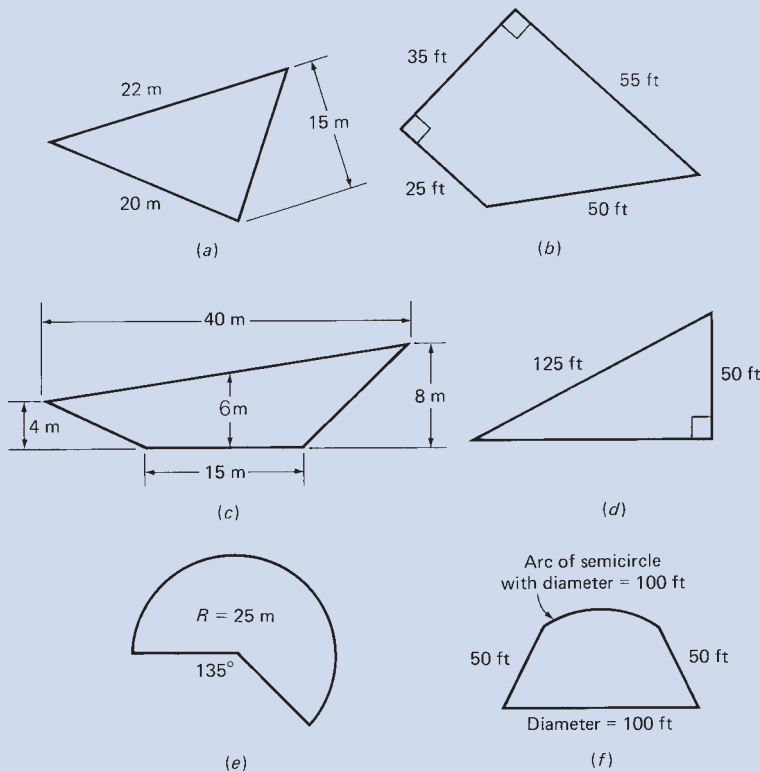 22 m
15 m
20 m
(a)
35 ft
55 ft
25 ft
50 ft
(b)
40 m
6m
8 m
4 m
15 m
(c)
125 ft
50 ft
(d)
R = 25 m
135°
(e)
Arc of semicircle
with diameter = 100 ft
50 ft
50 ft
Diameter = 100 ft
(f)